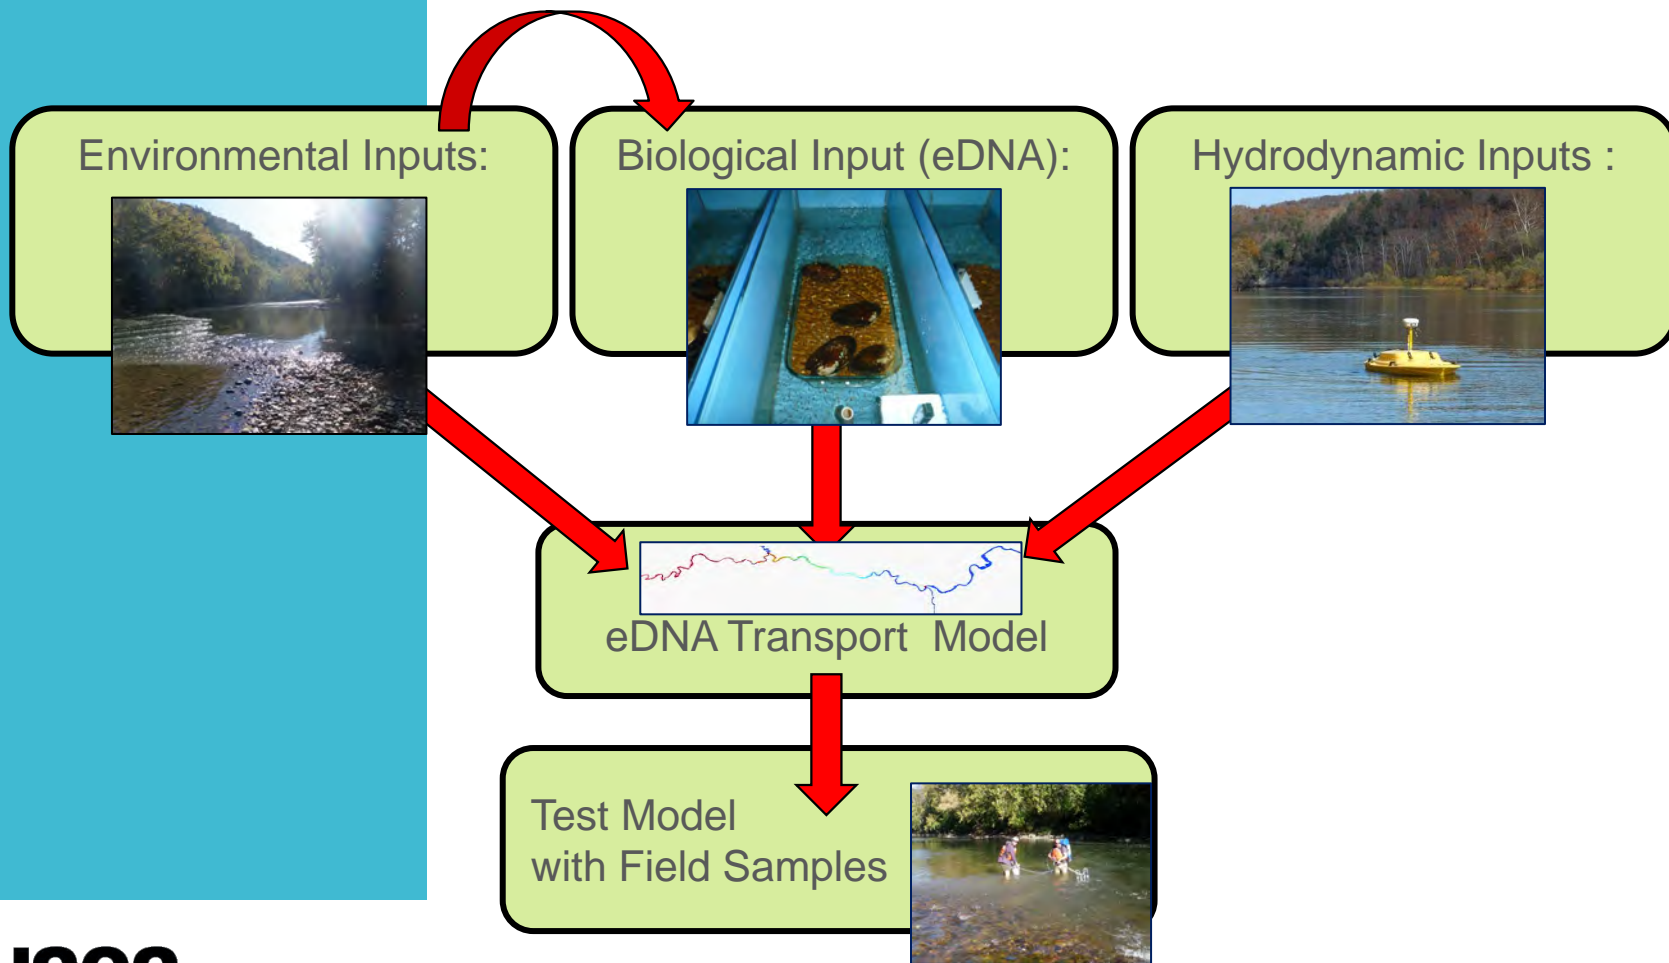 Environmental Inputs:
Biological Input (eDNA):
Hydrodynamic Inputs :
eDNA Transport  Model
Test Model
with Field Samples